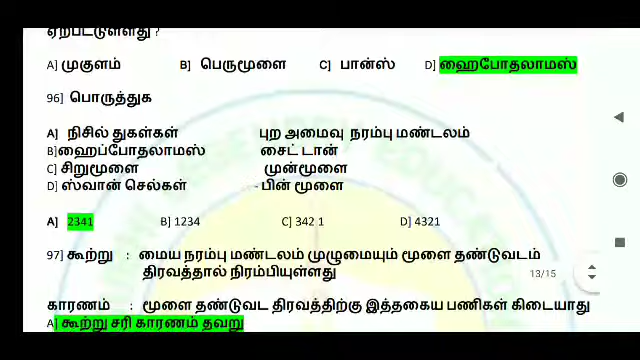 ஏற்பட்டுள்ளது ?
A] முகுளம் B] பெருமூளை C] பான்ஸ் D] ஹைபோதலாமஸ்
96] பொருத்துக
A] நிசில் துகள்கள் புற அமைவு நரம்பு மண்டலம்
B]ஹைப்போதலாமஸ் சைட் டான்
C] சிறுமூளை முன்மூளை
D] ஸ்வான் செல்கள் - பின் மூளை
A] 2341 B] 1234 C] 342 1 D] 4321
97] கூற்று : மைய நரம்பு மண்டலம் முழுமையும் மூளை தண்டுவடம்
திரவத்தால் நிரம்பியுள்ளது
13/15
காரணம் : மூளை தண்டுவட திரவத்திற்கு இத்தகைய பணிகள் கிடையாது
A] கூற்று சரி காரணம் தவறு